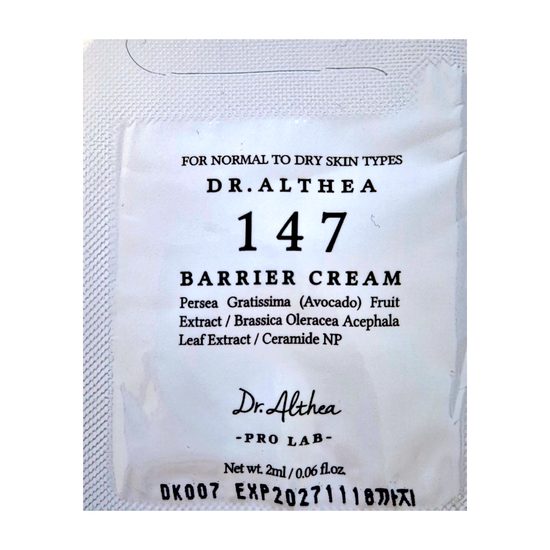 FOR NORMAL TO DRY SKIN TYPES
DR.ALTHEA
147
BARRIER CREAM
Persea Gratissima (Avocado) Fruit
Extract / Brassica Oleracea Acephala
Leaf Extract / Ceramide NP
Dr.Althea
-PRO LAB-
Net wt. 2ml / 0.06 fl.oz.
DK007 EXP20271118까지